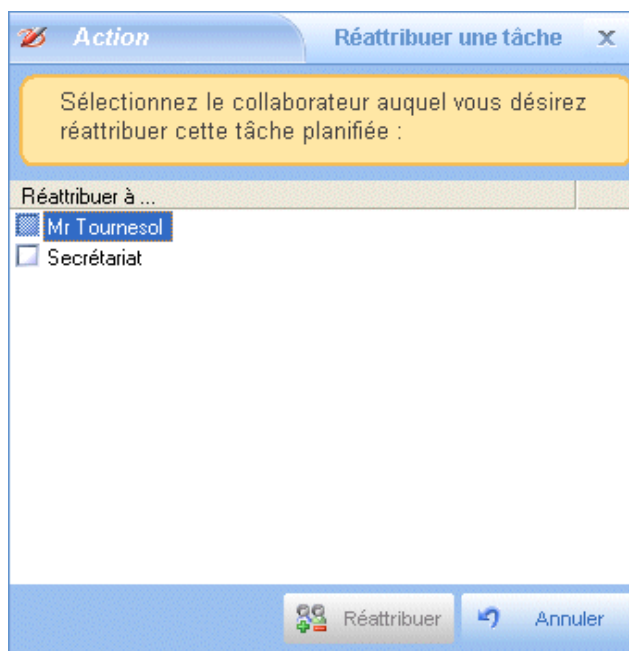 Action
Réattribuer une tâche
Sélectionnez le collaborateur auquel vous désirez
réattribuer cette tâche planifiée :
Réattribuer à ...
Mr Tournesol
Secrétariat
Réattribuer
Annuler